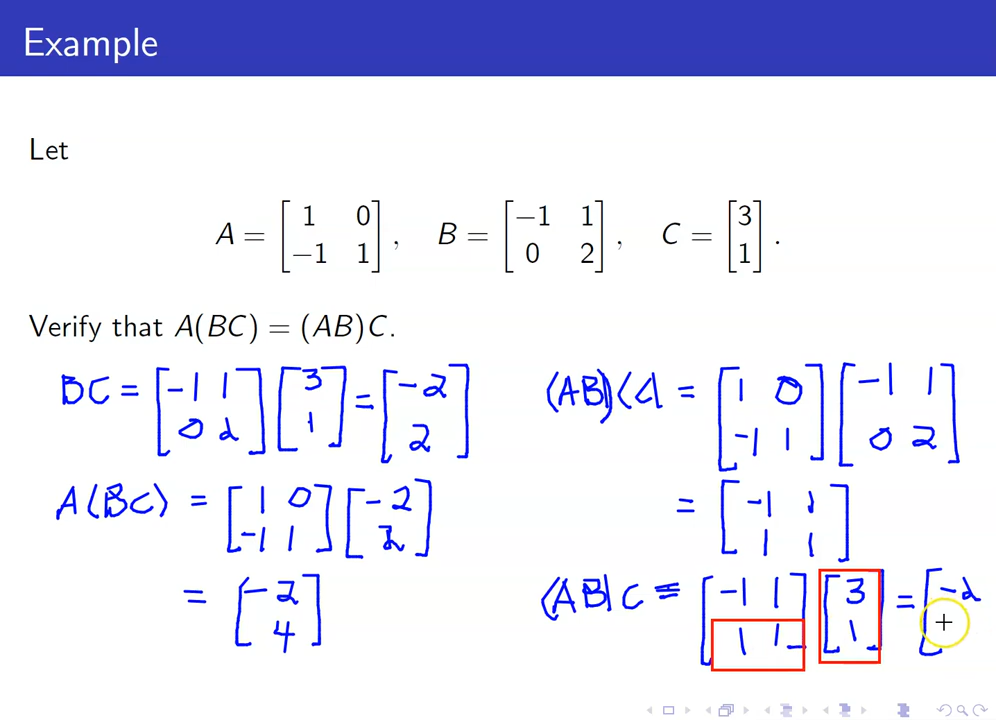 Example
Let
A = [1 0; −1 1], B = [−1 1; 0 2], C = [3; 1].
Verify that A(BC) = (AB)C.
BC = [-1 1; 0 2] [3; 1] = [-2; 2]
A(BC) = [1 0; -1 1] [-2; 2]
= [-2; 4]
(AB)(C) = [1 0; -1 1] [-1 1; 0 2]
= [-1 1; 1 1]
(AB)C = [-1 1; 1 1] [3; 1] = [-2